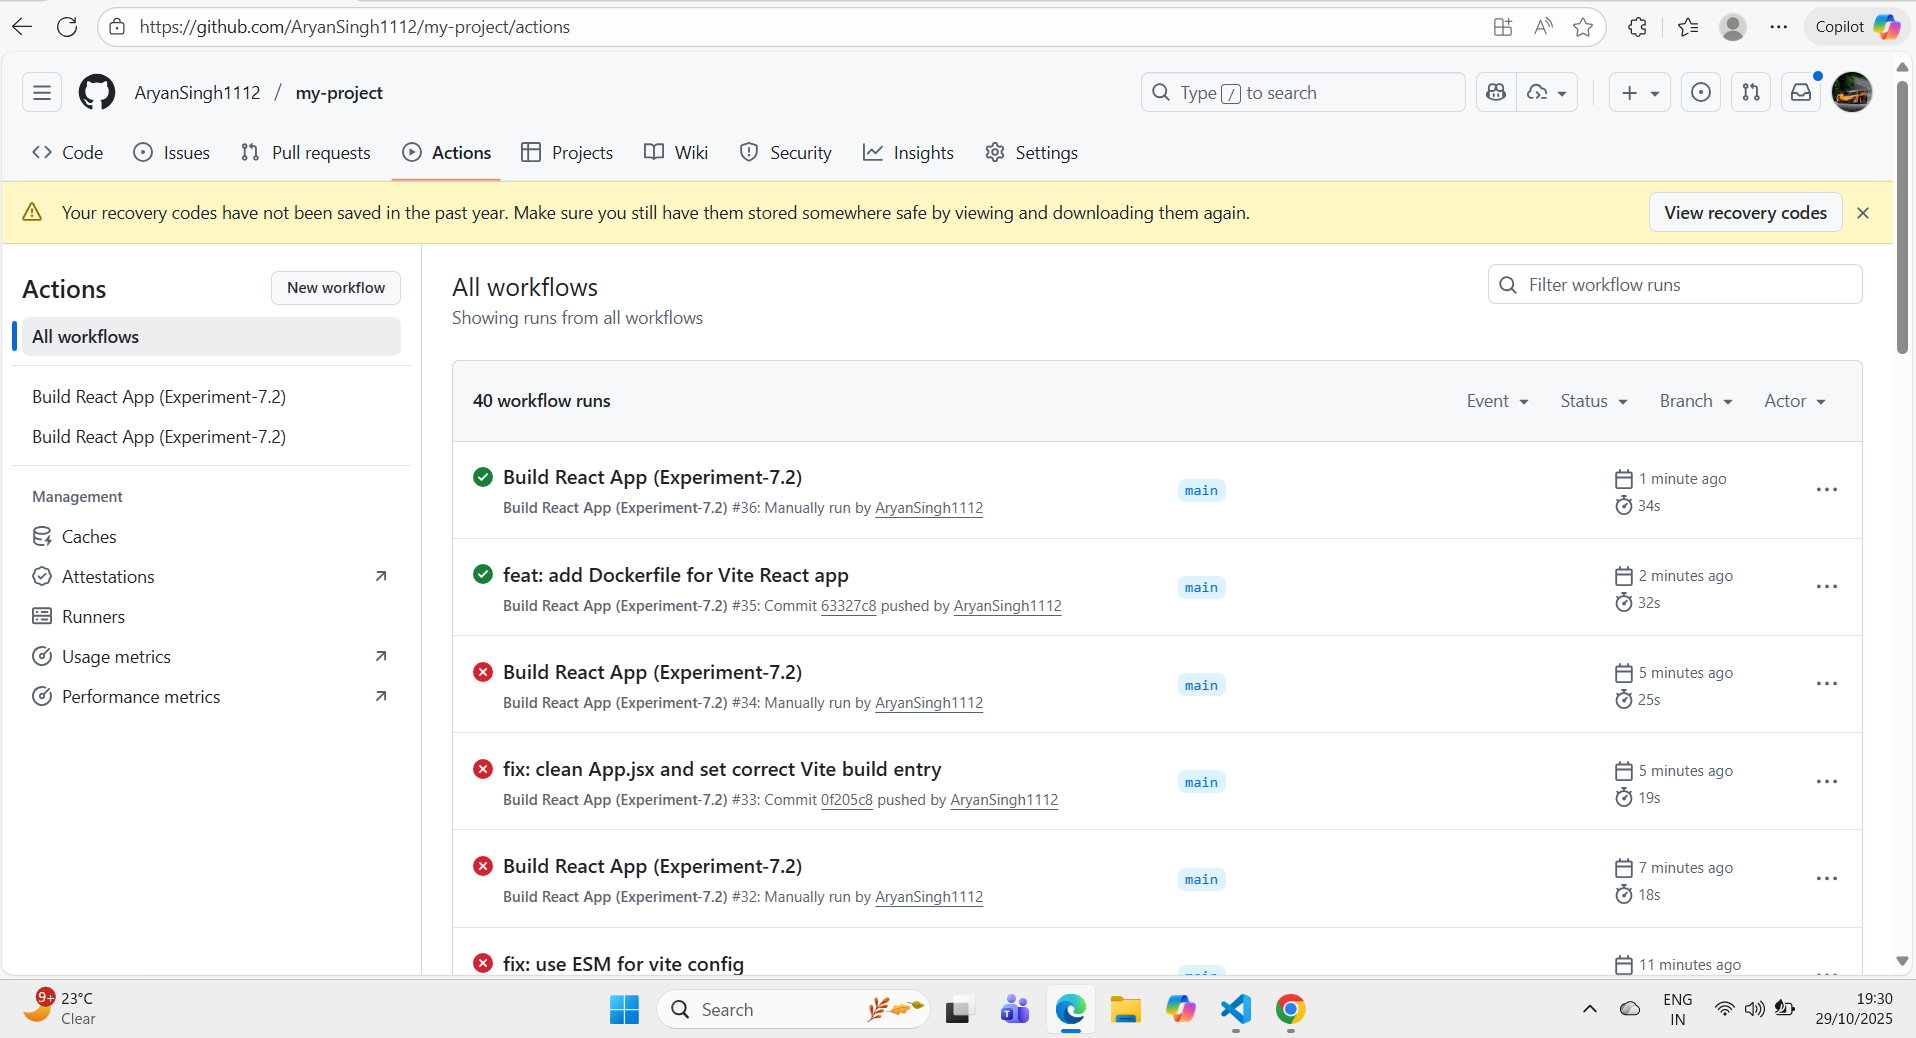 https://github.com/AryanSingh1112/my-project/actions
Copilot
AryanSingh1112 / my-project
Type / to search
Code
Issues
Pull requests
Actions
Projects
Wiki
Security
Insights
Settings
Your recovery codes have not been saved in the past year. Make sure you still have them stored somewhere safe by viewing and downloading them again.
View recovery codes
Actions
New workflow
All workflows
Build React App (Experiment-7.2)
Build React App (Experiment-7.2)
Management
Caches
Attestations
Runners
Usage metrics
Performance metrics
All workflows
Showing runs from all workflows
Filter workflow runs
40 workflow runs
Event
Status
Branch
Actor
Build React App (Experiment-7.2)
Build React App (Experiment-7.2) #36: Manually run by AryanSingh1112
main
1 minute ago
34s
feat: add Dockerfile for Vite React app
Build React App (Experiment-7.2) #35: Commit 63327c8 pushed by AryanSingh1112
main
2 minutes ago
32s
Build React App (Experiment-7.2)
Build React App (Experiment-7.2) #34: Manually run by AryanSingh1112
main
5 minutes ago
25s
fix: clean App.jsx and set correct Vite build entry
Build React App (Experiment-7.2) #33: Commit 0f205c8 pushed by AryanSingh1112
main
5 minutes ago
19s
Build React App (Experiment-7.2)
Build React App (Experiment-7.2) #32: Manually run by AryanSingh1112
main
7 minutes ago
18s
fix: use ESM for vite config
main
11 minutes ago
9+
23°C
Clear
Search
ENG
IN
19:30
29/10/2025